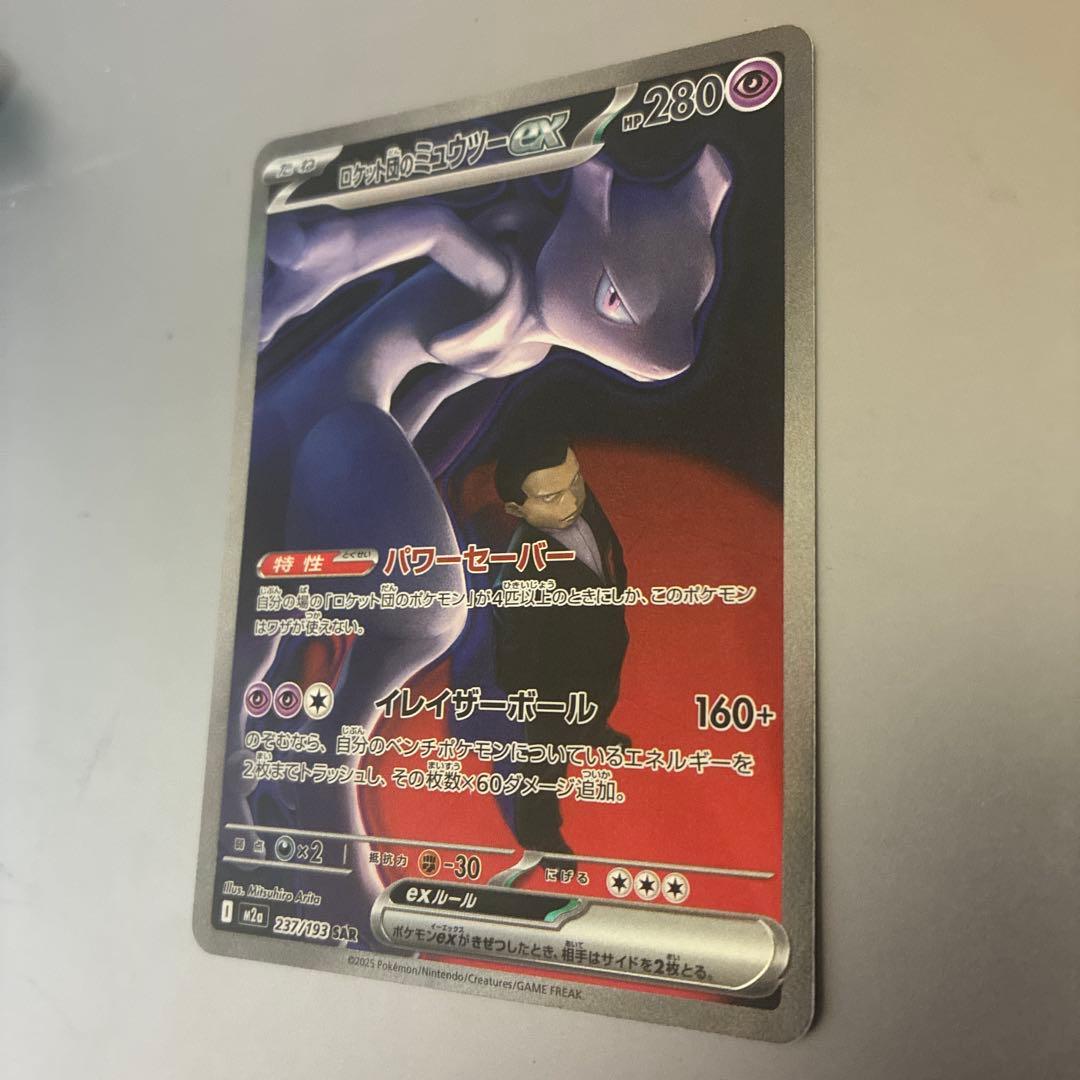 たね ロケット団のミュウツーex HP280
特性 とくせい パワーセーバー
自分の場の「ロケット団のポケモン」が4匹以上のときにしか、このポケモン
はワザが使えない。
イレイザーボール 160+
のぞむなら、自分のベンチポケモンについているエネルギーを
2枚までトラッシュし、その枚数×60ダメージ追加。
弱点 ×2 抵抗力 -30 にげる
Illus. Mitsuhiro Arita
exルール
I M2a 237/193 SAR
ポケモンexがきぜつしたとき、相手はサイドを2枚とる。
©2025 Pokémon/Nintendo/Creatures/GAME FREAK.